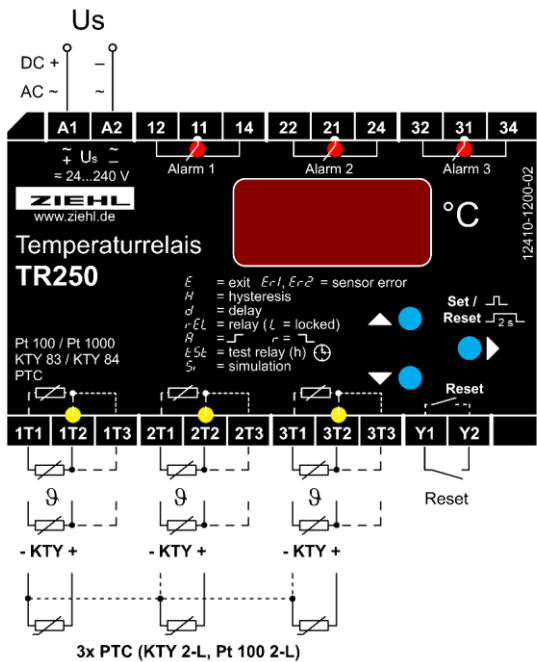 Us
DC + –
AC ~ ~
A1 A2 12 11 14 22 21 24 32 31 34
~ ~
+ Us –
≂ 24...240 V
Alarm 1 Alarm 2 Alarm 3
ZIEHL
www.ziehl.de
°C
12410-1200-02
Temperaturrelais
TR250
E = exit Er1, Er2 = sensor error
H = hysteresis
d = delay
rEL = relay (L = locked)
A = r =
tSt = test relay (h)
Si = simulation
Set /
Reset 2 s
Pt 100 / Pt 1000
KTY 83 / KTY 84
PTC
Reset
1T1 1T2 1T3 2T1 2T2 2T3 3T1 3T2 3T3 Y1 Y2
ϑ ϑ ϑ
Reset
- KTY + - KTY + - KTY +
3x PTC (KTY 2-L, Pt 100 2-L)